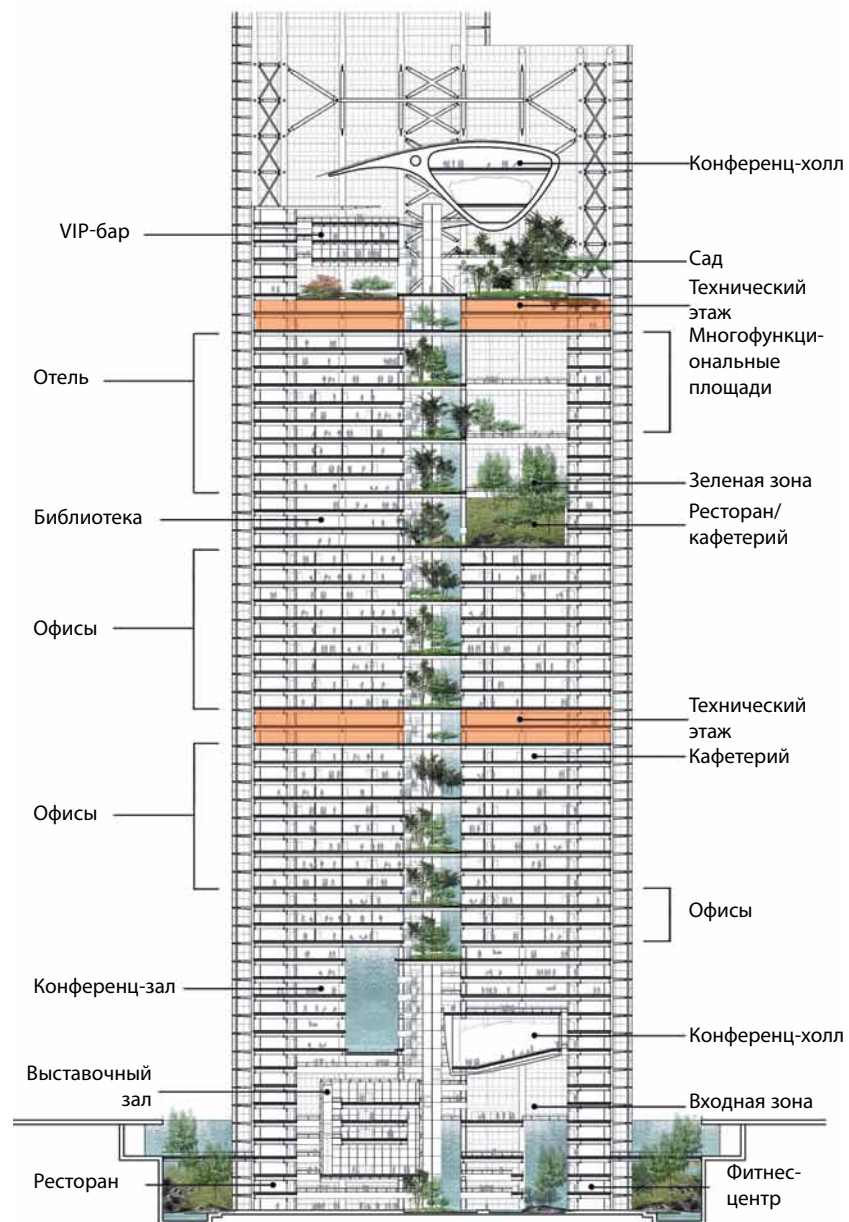 Конференц-холл
VIP-бар
Сад
Технический
этаж
Многофункци-
ональные
площади
Отель
Зеленая зона
Библиотека
Ресторан/
кафетерий
Офисы
Технический
этаж
Кафетерий
Офисы
Офисы
Конференц-зал
Конференц-холл
Выставочный
зал
Входная зона
Ресторан
Фитнес-
центр